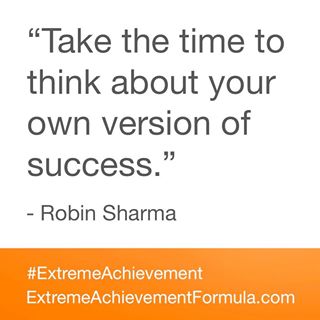 “Take the time to
think about your
own version of
success.”
- Robin Sharma
#ExtremeAchievement
ExtremeAchievementFormula.com